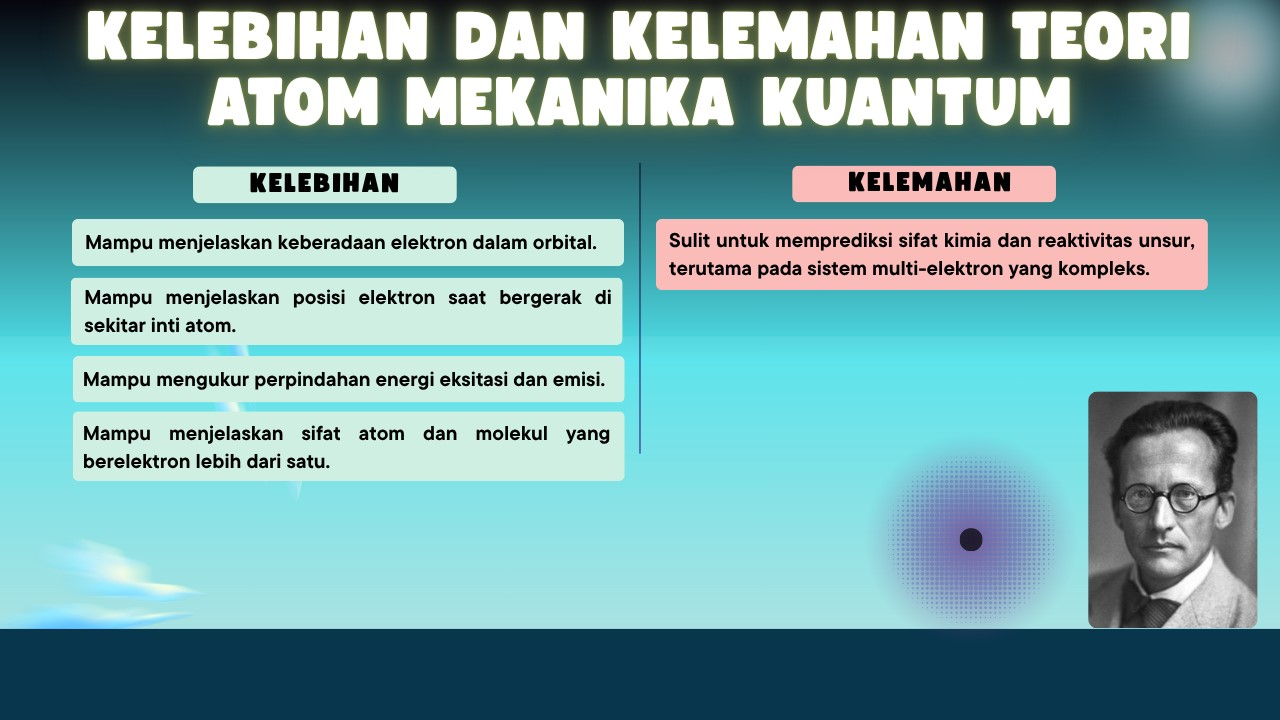 KELEBIHAN DAN KELEMAHAN TEORI
ATOM MEKANIKA KUANTUM
KELEBIHAN
Mampu menjelaskan keberadaan elektron dalam orbital.
Mampu menjelaskan posisi elektron saat bergerak di
sekitar inti atom.
Mampu mengukur perpindahan energi eksitasi dan emisi.
Mampu menjelaskan sifat atom dan molekul yang
berelektron lebih dari satu.
KELEMAHAN
Sulit untuk memprediksi sifat kimia dan reaktivitas unsur,
terutama pada sistem multi-elektron yang kompleks.